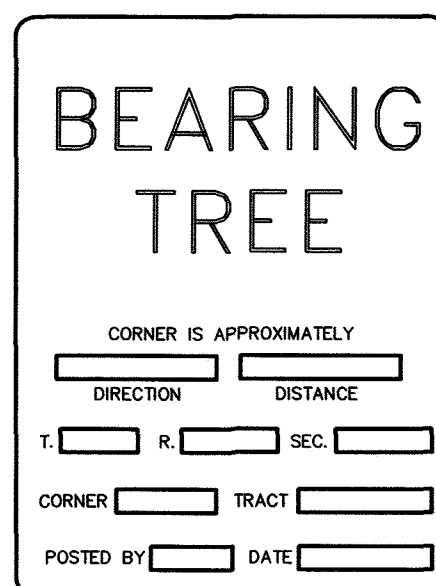 BEARING
TREE
CORNER IS APPROXIMATELY
DIRECTION DISTANCE
T. R. SEC.
CORNER TRACT
POSTED BY DATE